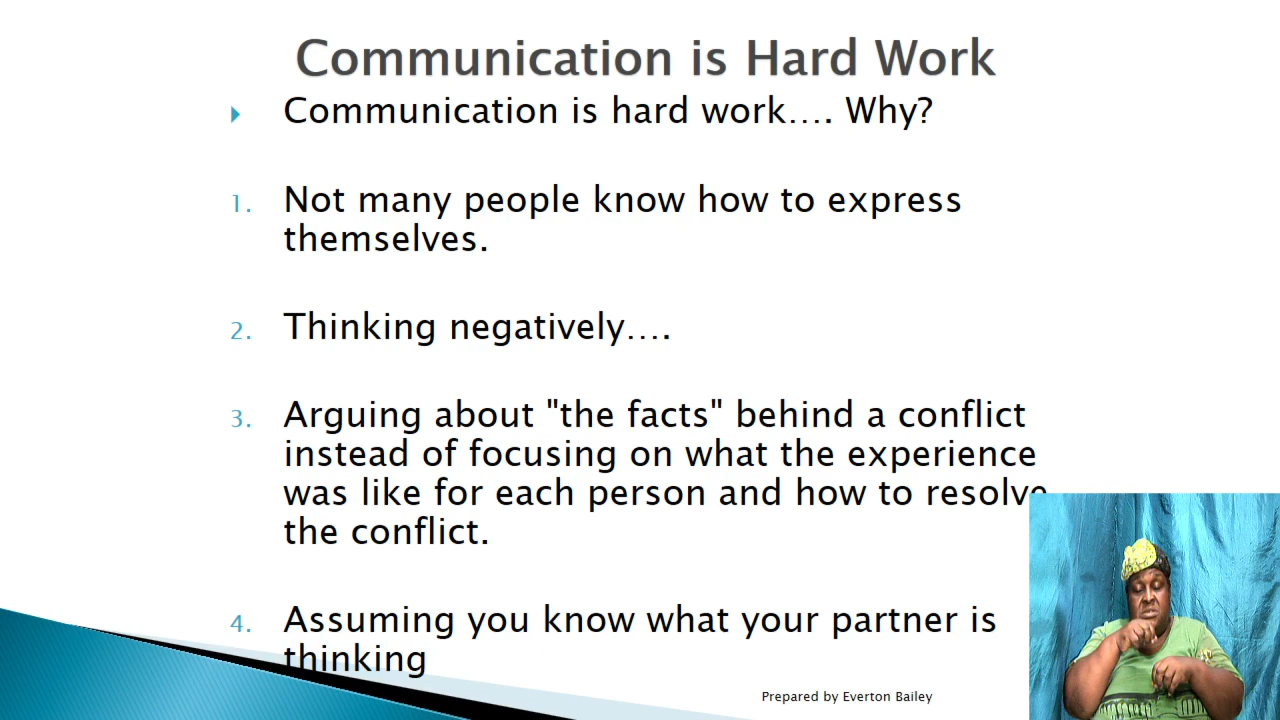 Communication is Hard Work
Communication is hard work…. Why?
1. Not many people know how to express
themselves.
2. Thinking negatively….
3. Arguing about "the facts" behind a conflict
instead of focusing on what the experience
was like for each person and how to resolve
the conflict.
4. Assuming you know what your partner is
thinking
Prepared by Everton Bailey